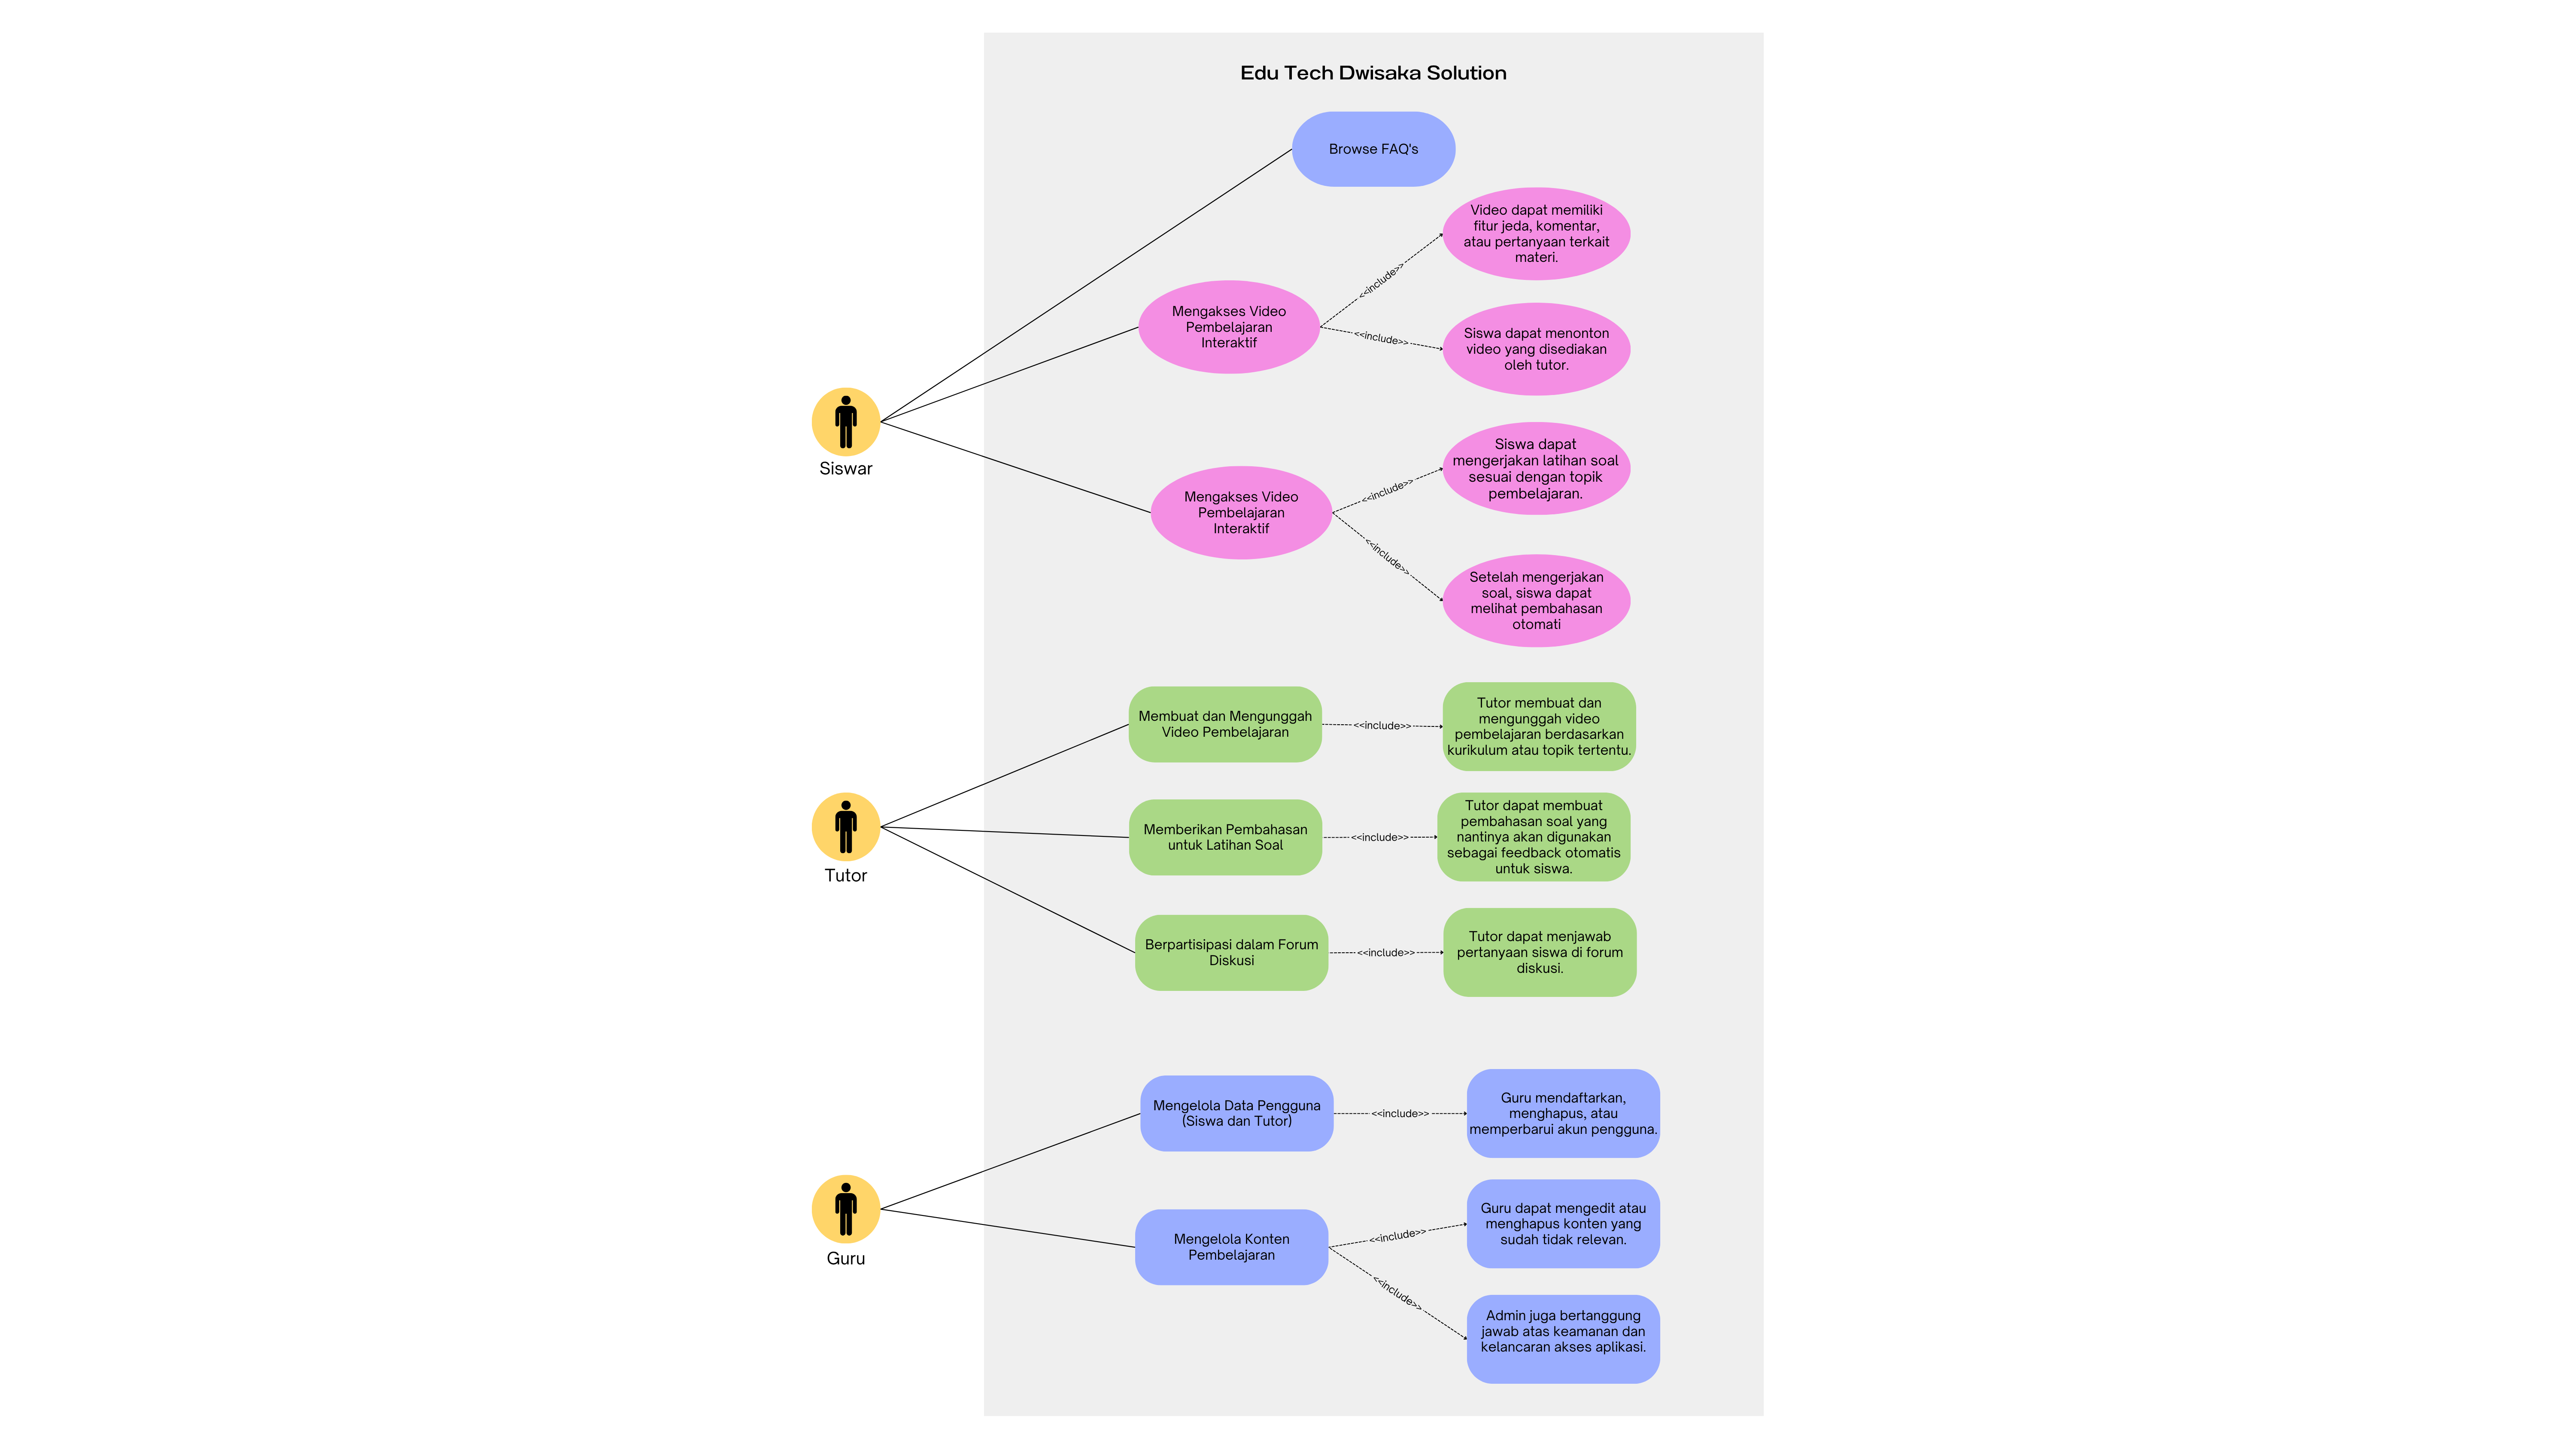 Edu Tech Dwisaka Solution
Browse FAQ's
Video dapat memiliki
fitur jeda, komentar,
atau pertanyaan terkait
materi.
<<include>>
Mengakses Video
Pembelajaran
Interaktif
<<include>>
Siswa dapat menonton
video yang disediakan
oleh tutor.
Siswar
Siswa dapat
mengerjakan latihan soal
sesuai dengan topik
pembelajaran.
<<include>>
Mengakses Video
Pembelajaran
Interaktif
<<include>>
Setelah mengerjakan
soal, siswa dapat
melihat pembahasan
otomati
Membuat dan Mengunggah
Video Pembelajaran
<<include>>
Tutor membuat dan
mengunggah video
pembelajaran berdasarkan
kurikulum atau topik tertentu.
Tutor
Memberikan Pembahasan
untuk Latihan Soal
<<include>>
Tutor dapat membuat
pembahasan soal yang
nantinya akan digunakan
sebagai feedback otomatis
untuk siswa.
Berpartisipasi dalam Forum
Diskusi
<<include>>
Tutor dapat menjawab
pertanyaan siswa di forum
diskusi.
Mengelola Data Pengguna
(Siswa dan Tutor)
<<include>>
Guru mendaftarkan,
menghapus, atau
memperbarui akun pengguna.
Guru
Mengelola Konten
Pembelajaran
<<include>>
Guru dapat mengedit atau
menghapus konten yang
sudah tidak relevan.
<<include>>
Admin juga bertanggung
jawab atas keamanan dan
kelancaran akses aplikasi.